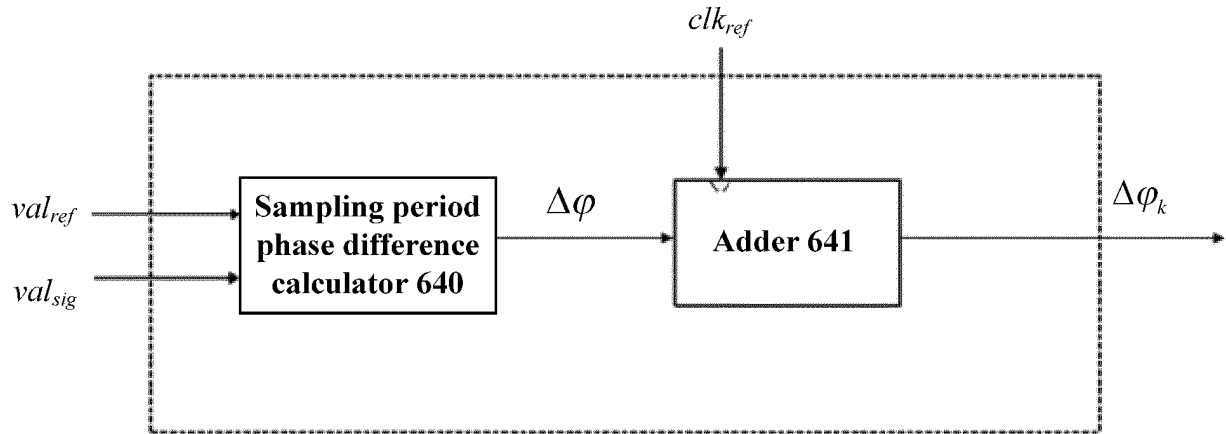 clk_ref
val_ref
val_sig
Sampling period
phase difference
calculator 640
Δφ
Adder 641
Δφ_k